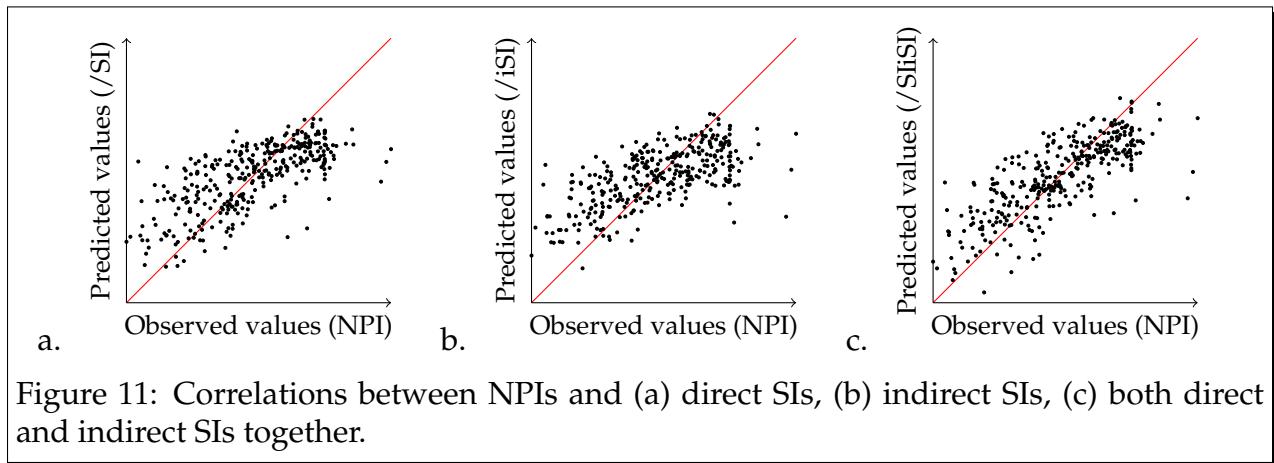 Predicted values (/SI)
Observed values (NPI)
a.
Predicted values (/iSI)
Observed values (NPI)
b.
Predicted values (/SIiSI)
Observed values (NPI)
c.
Figure 11: Correlations between NPIs and (a) direct SIs, (b) indirect SIs, (c) both direct
and indirect SIs together.